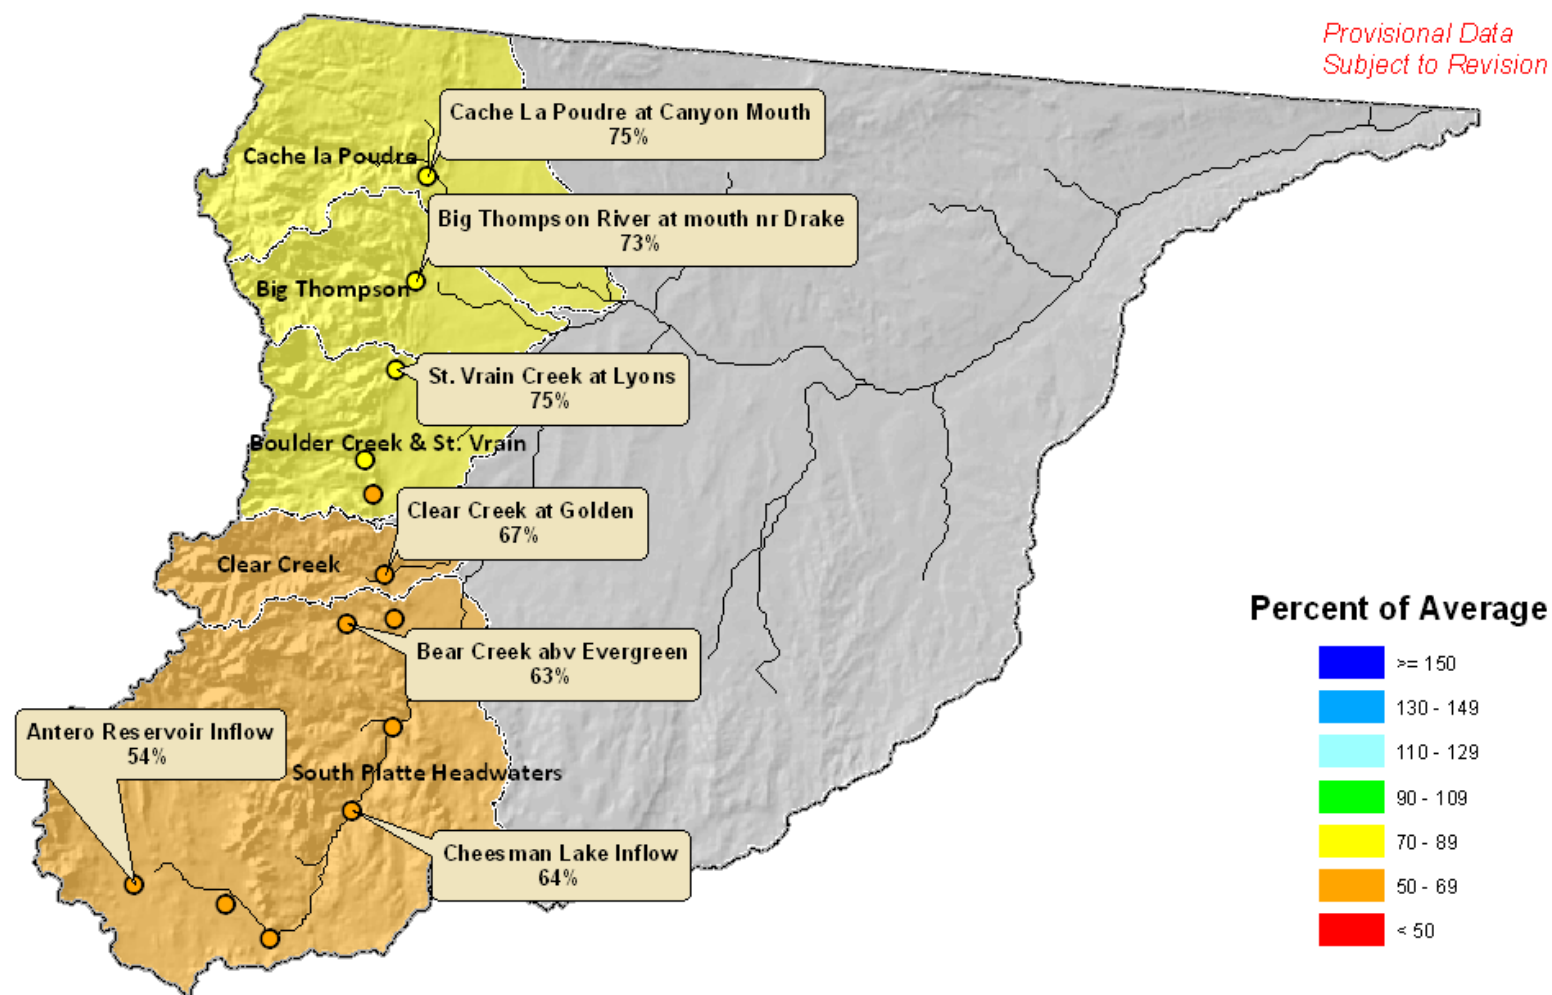 Provisional Data
Subject to Revision
Cache La Poudre at Canyon Mouth
75%
Cache la Poudre
Big Thompson River at mouth nr Drake
73%
Big Thompson
St. Vrain Creek at Lyons
75%
Boulder Creek & St. Vrain
Clear Creek at Golden
67%
Clear Creek
Bear Creek abv Evergreen
63%
Antero Reservoir Inflow
54%
South Platte Headwaters
Cheesman Lake Inflow
64%
Percent of Average
>= 150
130 - 149
110 - 129
90 - 109
70 - 89
50 - 69
< 50